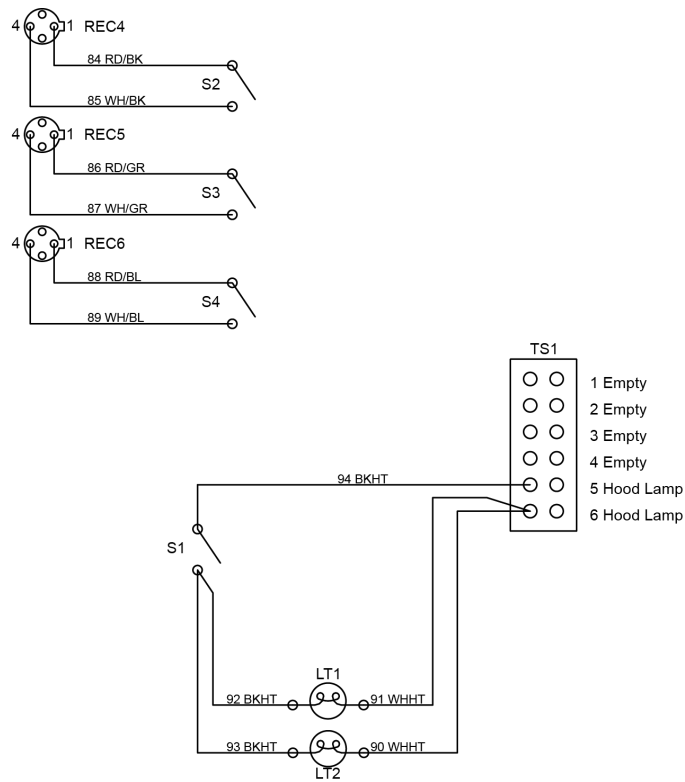 4 1 REC4
84 RD/BK
S2
85 WH/BK
4 1 REC5
86 RD/GR
S3
87 WH/GR
4 1 REC6
88 RD/BL
S4
89 WH/BL
TS1
1 Empty
2 Empty
3 Empty
4 Empty
94 BKHT
5 Hood Lamp
6 Hood Lamp
S1
LT1
92 BKHT 91 WHHT
93 BKHT 90 WHHT
LT2